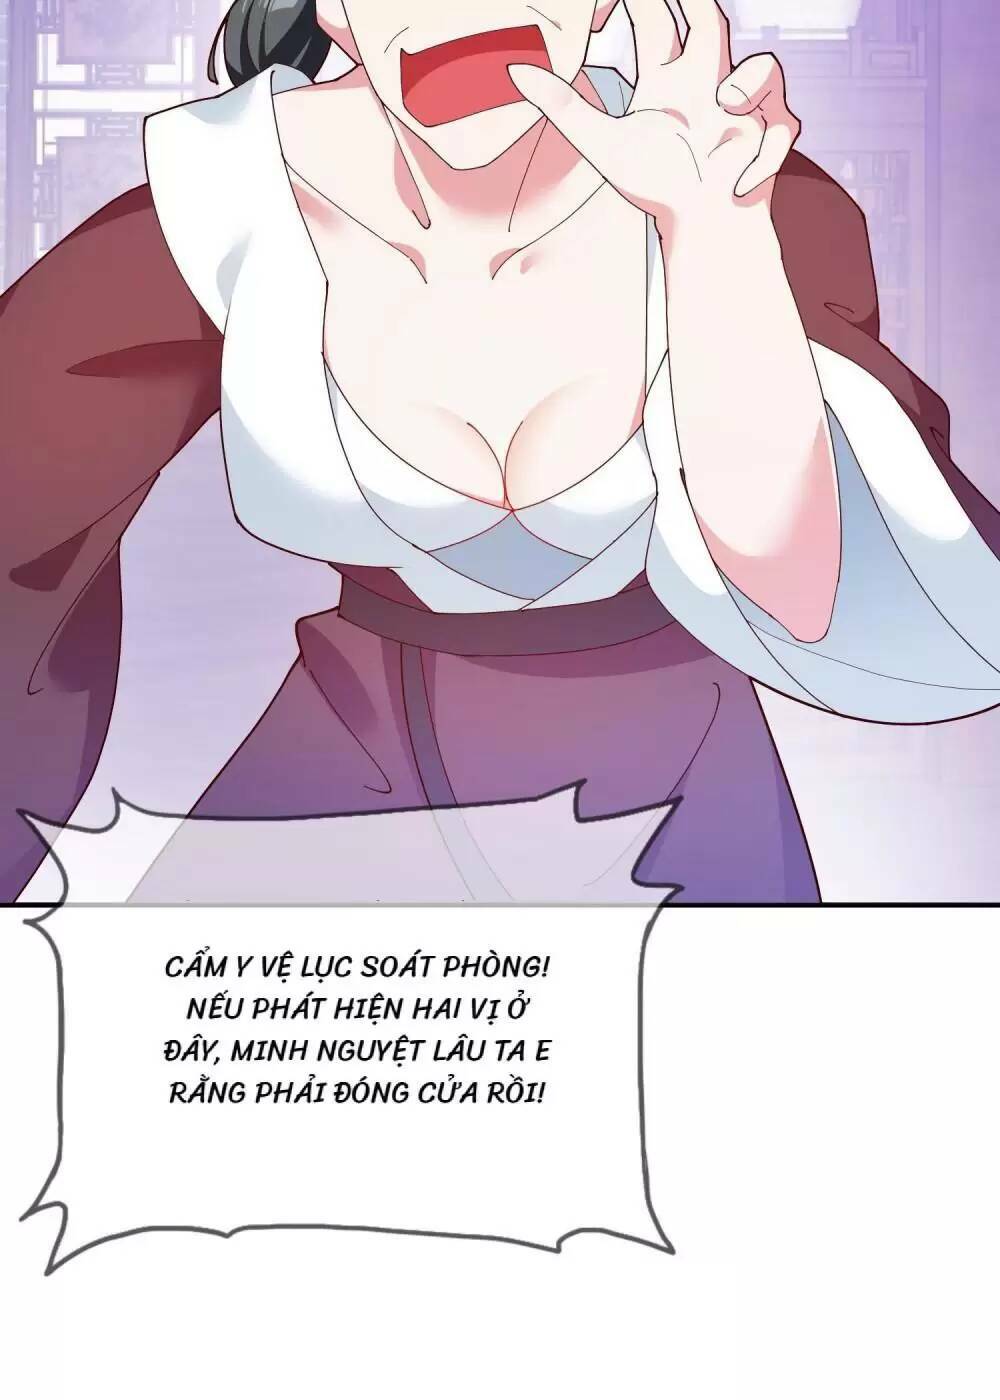 CẨM Y VỆ LỤC SOÁT PHÒNG!
NẾU PHÁT HIỆN HAI VỊ Ở
ĐÂY, MINH NGUYỆT LÂU TA E
RẰNG PHẢI ĐÓNG CỬA RỒI!